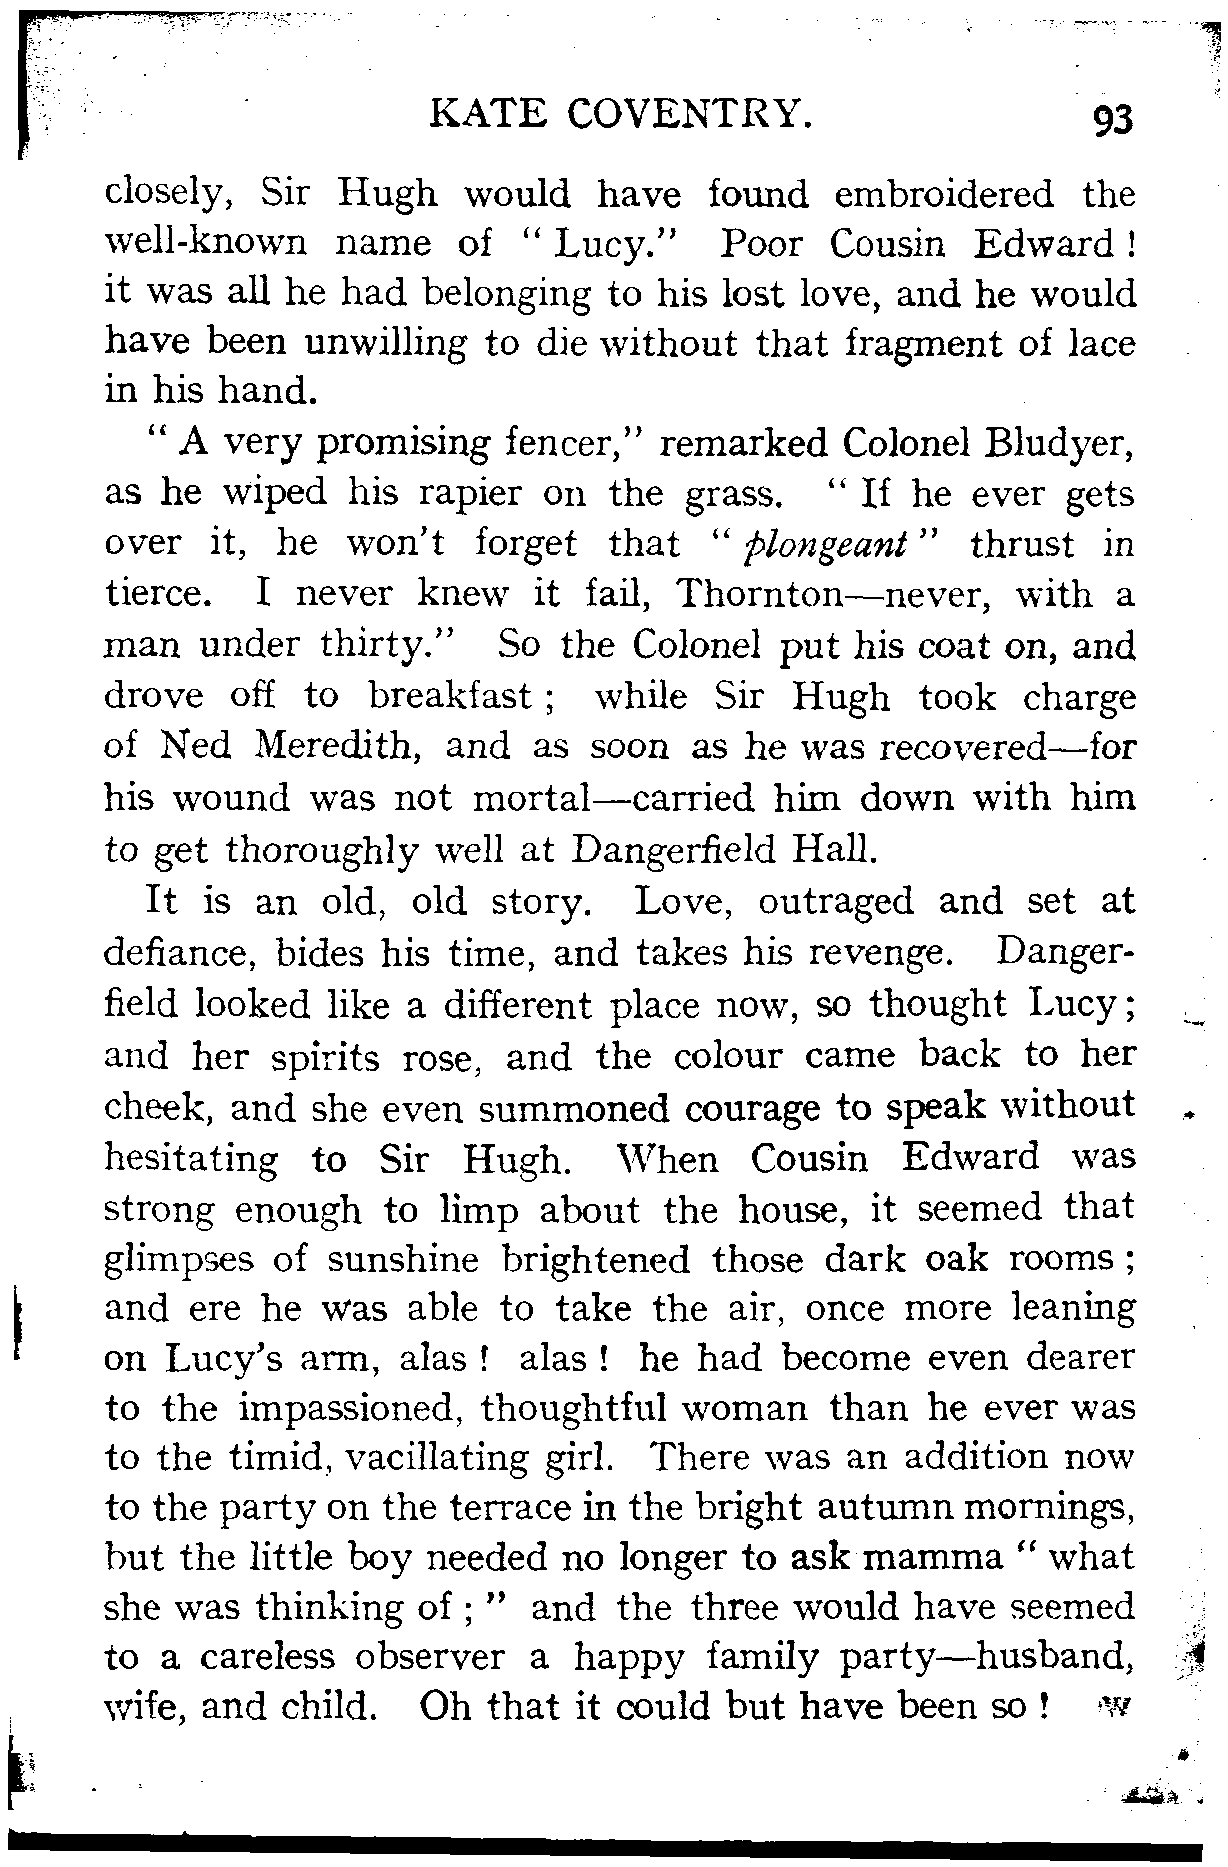 KATE COVENTRY. 93
closely, Sir Hugh would have found embroidered the
well-known name of “ Lucy.” Poor Cousin Edward !
it was all he had belonging to his lost love, and he would
have been unwilling to die without that fragment of lace
in his hand.
“ A very promising fencer,” remarked Colonel Bludyer,
as he wiped his rapier on the grass. “ If he ever gets
over it, he won’t forget that “ plongeant ” thrust in
tierce. I never knew it fail, Thornton—never, with a
man under thirty.” So the Colonel put his coat on, and
drove off to breakfast ; while Sir Hugh took charge
of Ned Meredith, and as soon as he was recovered—for
his wound was not mortal—carried him down with him
to get thoroughly well at Dangerfield Hall.
It is an old, old story. Love, outraged and set at
defiance, bides his time, and takes his revenge. Danger-
field looked like a different place now, so thought Lucy ;
and her spirits rose, and the colour came back to her
cheek, and she even summoned courage to speak without
hesitating to Sir Hugh. When Cousin Edward was
strong enough to limp about the house, it seemed that
glimpses of sunshine brightened those dark oak rooms ;
and ere he was able to take the air, once more leaning
on Lucy’s arm, alas ! alas ! he had become even dearer
to the impassioned, thoughtful woman than he ever was
to the timid, vacillating girl. There was an addition now
to the party on the terrace in the bright autumn mornings,
but the little boy needed no longer to ask mamma “ what
she was thinking of ; ” and the three would have seemed
to a careless observer a happy family party—husband,
wife, and child. Oh that it could but have been so !